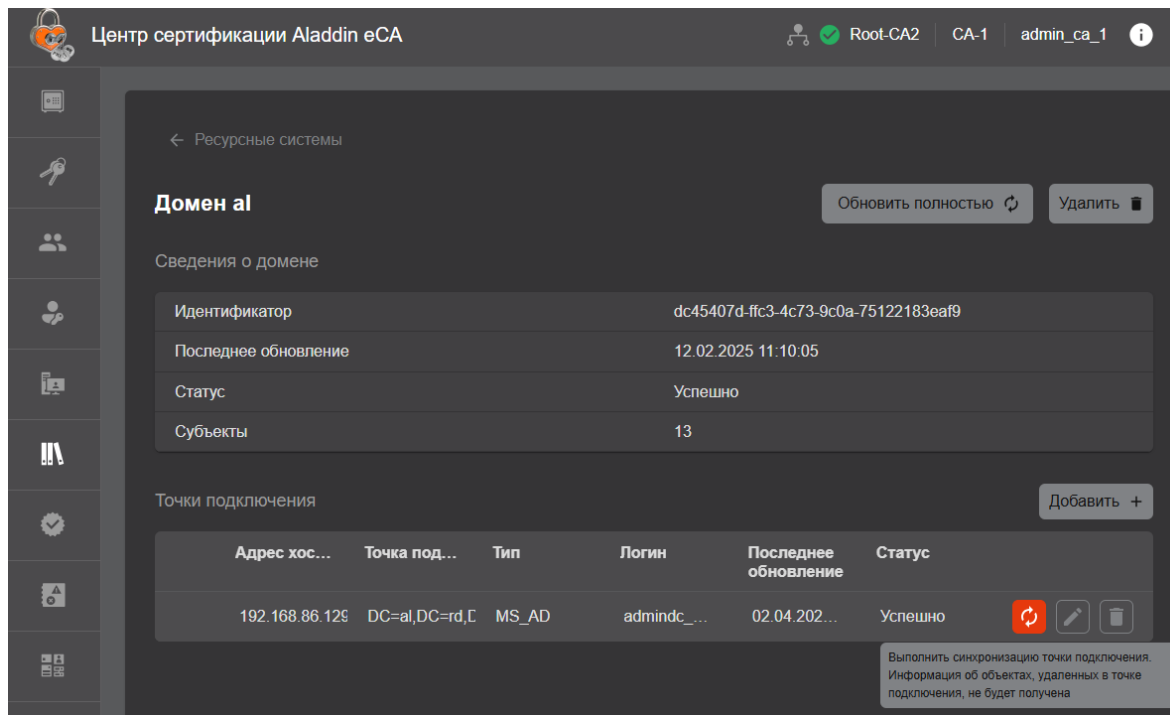 Центр сертификации Aladdin eCA
Root-CA2
CA-1
admin_ca_1
i
← Ресурсные системы
Домен al
Обновить полностью
Удалить
Сведения о домене
Идентификатор dc45407d-ffc3-4c73-9c0a-75122183eaf9
Последнее обновление 12.02.2025 11:10:05
Статус Успешно
Субъекты 13
Точки подключения
Добавить +
Адрес хос... Точка под... Тип Логин Последнее обновление Статус
192.168.86.129 DC=al,DC=rd,D MS_AD admindc_... 02.04.202... Успешно
Выполнить синхронизацию точки подключения.
Информация об объектах, удаленных в точке
подключения, не будет получена